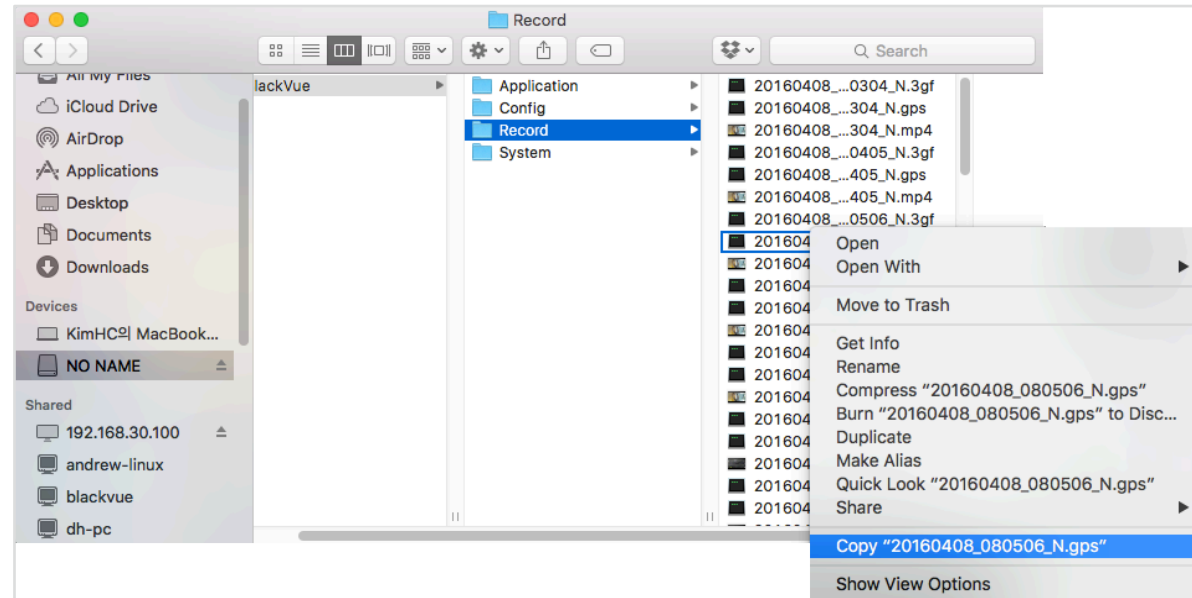 Record
Search
All My Files
iCloud Drive
AirDrop
Applications
Desktop
Documents
Downloads
Devices
KimHC의 MacBook...
NO NAME
Shared
192.168.30.100
andrew-linux
blackvue
dh-pc
lackVue
Application
Config
Record
System
20160408_...0304_N.3gf
20160408_...304_N.gps
20160408_...304_N.mp4
20160408_...0405_N.3gf
20160408_...405_N.gps
20160408_...405_N.mp4
20160408_...0506_N.3gf
201604
201604
201604
201604
201604
201604
201604
201604
201604
201604
201604
201604
201604
Open
Open With
Move to Trash
Get Info
Rename
Compress “20160408_080506_N.gps”
Burn “20160408_080506_N.gps” to Disc...
Duplicate
Make Alias
Quick Look “20160408_080506_N.gps”
Share
Copy “20160408_080506_N.gps”
Show View Options